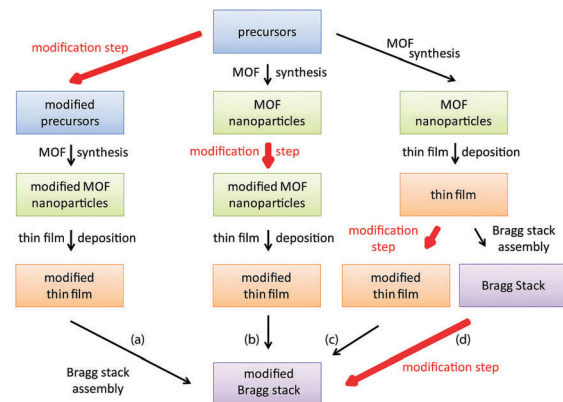 precursors
modification step
MOF synthesis
MOF
synthesis
modified
precursors
MOF
nanoparticles
MOF
nanoparticles
MOF synthesis
modification step
thin film deposition
modified MOF
nanoparticles
modified MOF
nanoparticles
thin film
thin film deposition
thin film deposition
modification
step
Bragg stack
assembly
modified
thin film
modified
thin film
modified
thin film
Bragg Stack
(a)
(b)
(c)
(d)
Bragg stack
assembly
modified
Bragg stack
modification step